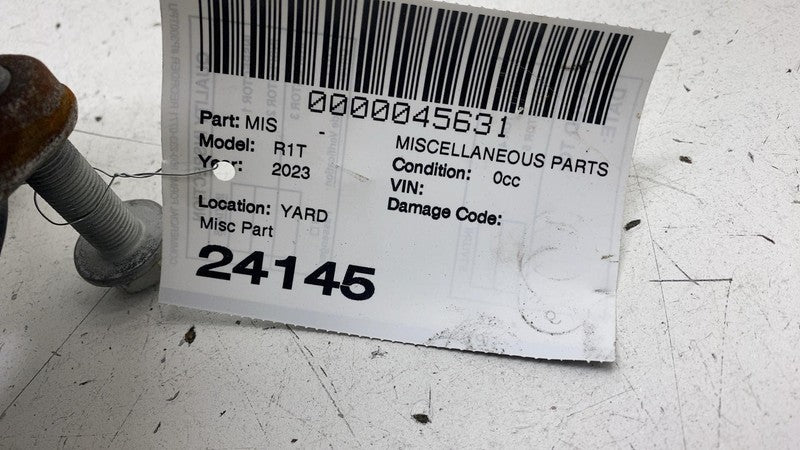 0000045631
Part: MIS -
MISCELLANEOUS PARTS
Model: R1T
Condition: 0cc
Year: 2023
VIN:
Location: YARD
Damage Code:
Misc Part
24145